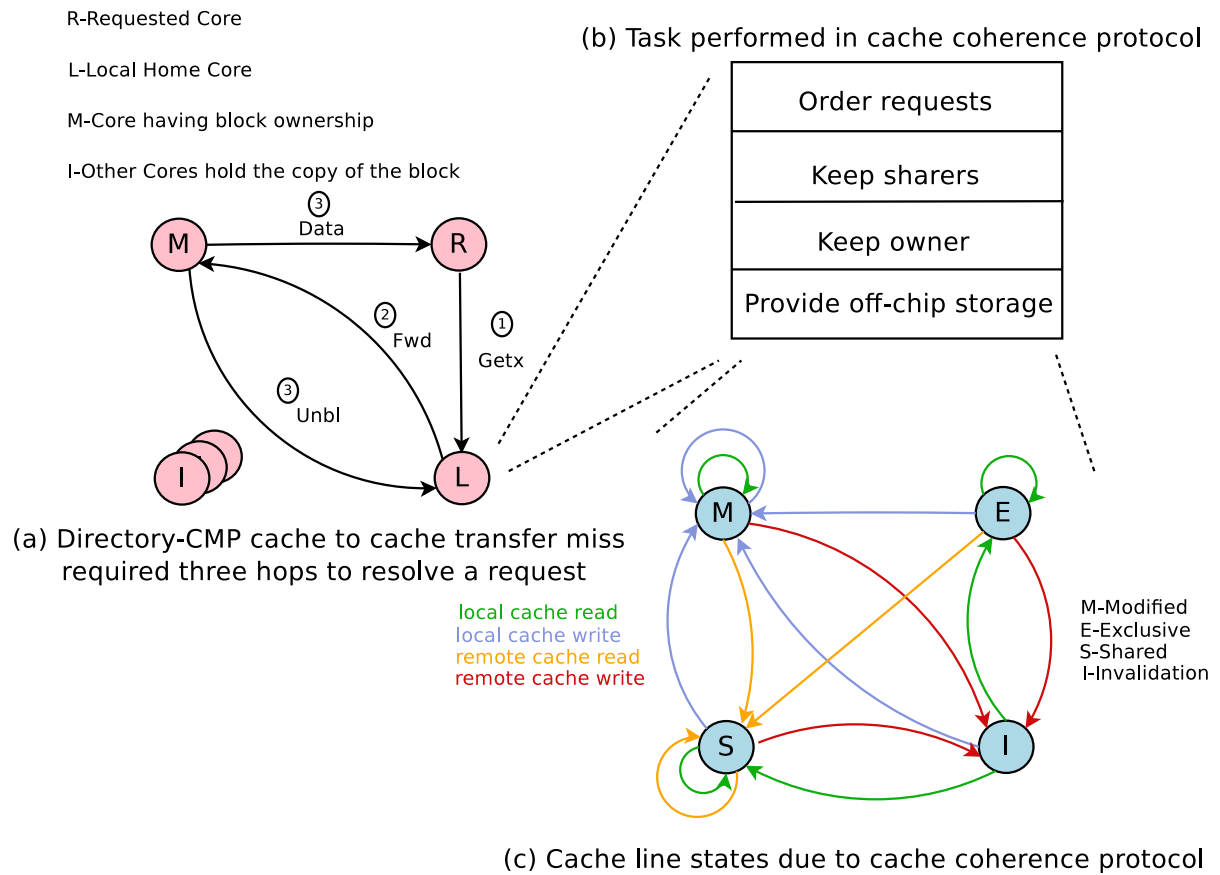 R-Requested Core
L-Local Home Core
M-Core having block ownership
I-Other Cores hold the copy of the block
3
Data
M
R
2
Fwd
1
Getx
3
Unbl
I
L
(a) Directory-CMP cache to cache transfer miss
required three hops to resolve a request
(b) Task performed in cache coherence protocol
Order requests
Keep sharers
Keep owner
Provide off-chip storage
M
E
local cache read
local cache write
remote cache read
remote cache write
M-Modified
E-Exclusive
S-Shared
I-Invalidation
S
I
(c) Cache line states due to cache coherence protocol